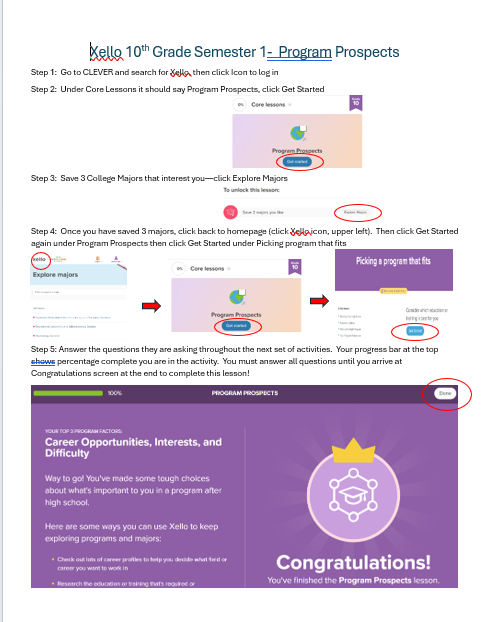 Xello 10th Grade Semester 1- Program Prospects
Step 1: Go to CLEVER and search for Xello, then click Icon to log in
Step 2: Under Core Lessons it should say Program Prospects, click Get Started
0% Core lessons
Grade 10
Program Prospects
Get started
Step 3: Save 3 College Majors that interest you—click Explore Majors
To unlock this lesson:
Save 3 majors you like
Explore Majors
Step 4: Once you have saved 3 majors, click back to homepage (click Xello icon, upper left). Then click Get Started
again under Program Prospects then click Get Started under Picking program that fits
xello
Explore majors
0% Core lessons
10
Program Prospects
Get started
Picking a program that fits
Consider which education or
training is best for you
Get started
Step 5: Answer the questions they are asking throughout the next set of activities. Your progress bar at the top
shows percentage complete you are in the activity. You must answer all questions until you arrive at
Congratulations screen at the end to complete this lesson!
100%
PROGRAM PROSPECTS
Done
YOUR TOP 3 PROGRAM FACTORS:
Career Opportunities, Interests, and
Difficulty
Way to go! You've made some tough choices
about what's important to you in a program after
high school.
Here are some ways you can use Xello to keep
exploring programs and majors:
• Check out lots of career profiles to help you decide what field or
career you want to work in
• Research the education or training that's required or
Congratulations!
You've finished the Program Prospects lesson.